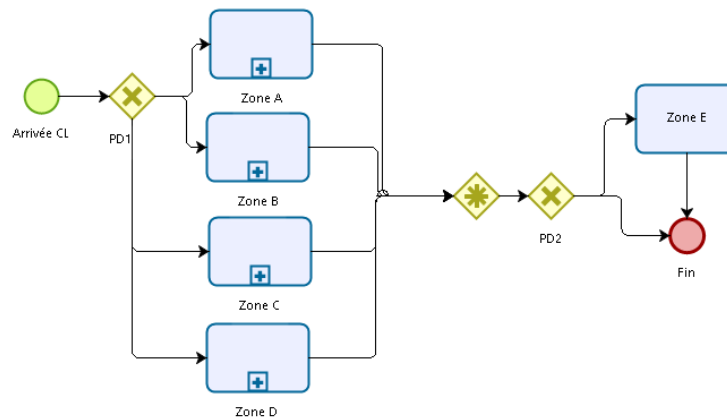 Arrivée CL
PD1
Zone A
Zone B
Zone C
Zone D
PD2
Zone E
Fin